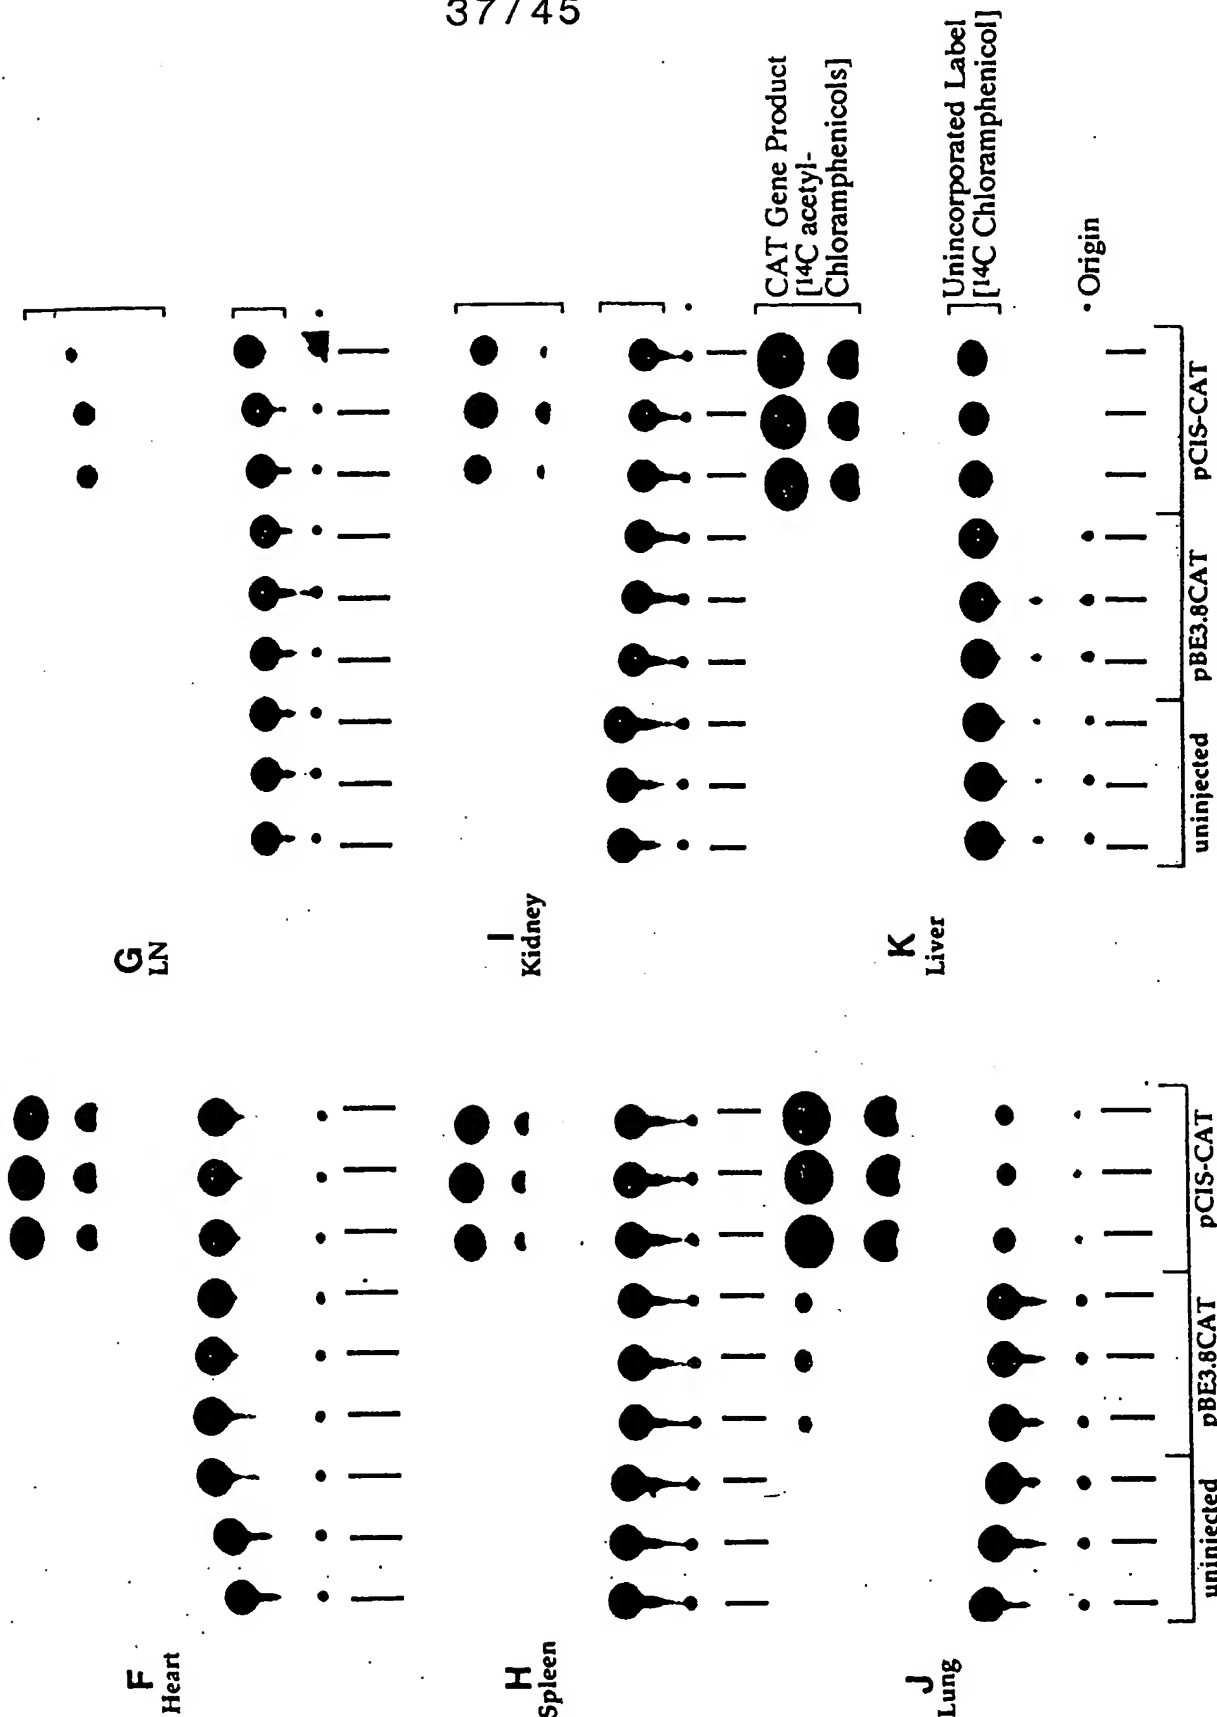 37/45
F
Heart
G
LN
H
Spleen
I
Kidney
J
Lung
K
Liver
CAT Gene Product
[14C acetyl-
Chloramphenicols]
Unincorporated Label
[14C Chloramphenicol]
• Origin
uninjected
pBE3.8CAT
pCIS-CAT
uninjected
pBE3.8CAT
pCIS-CAT